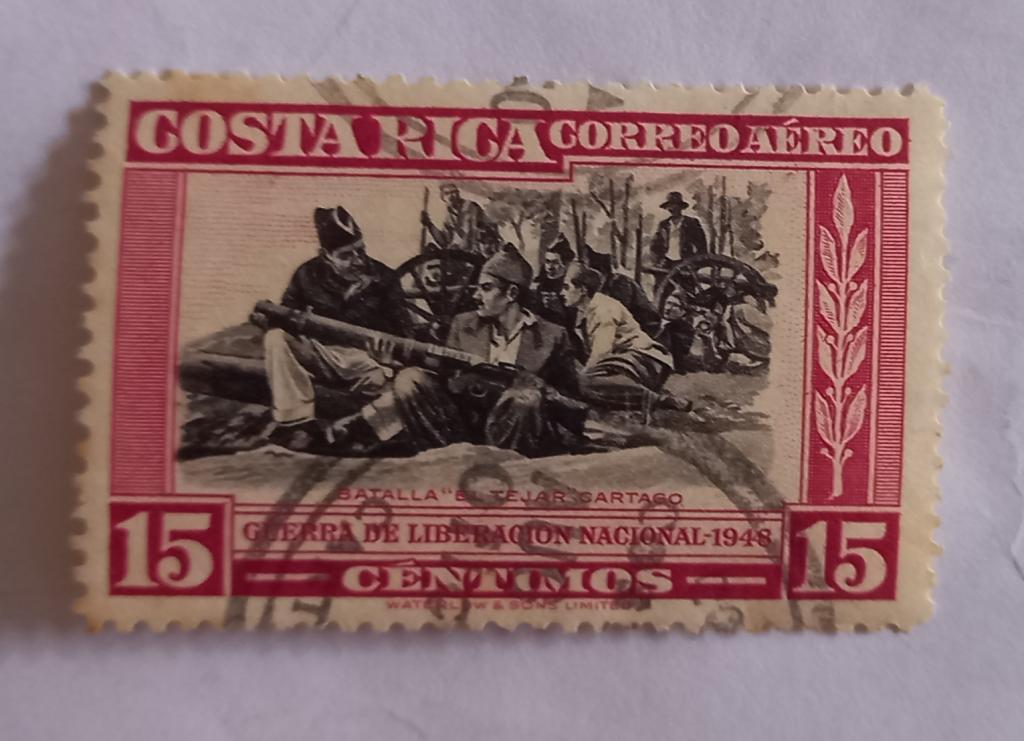 COSTA RICA CORREO AÉREO
BATALLA "EL TEJAR" CARTAGO
15 GUERRA DE LIBERACION NACIONAL-1948 15
CÉNTIMOS
WATERLOW & SONS LIMITED